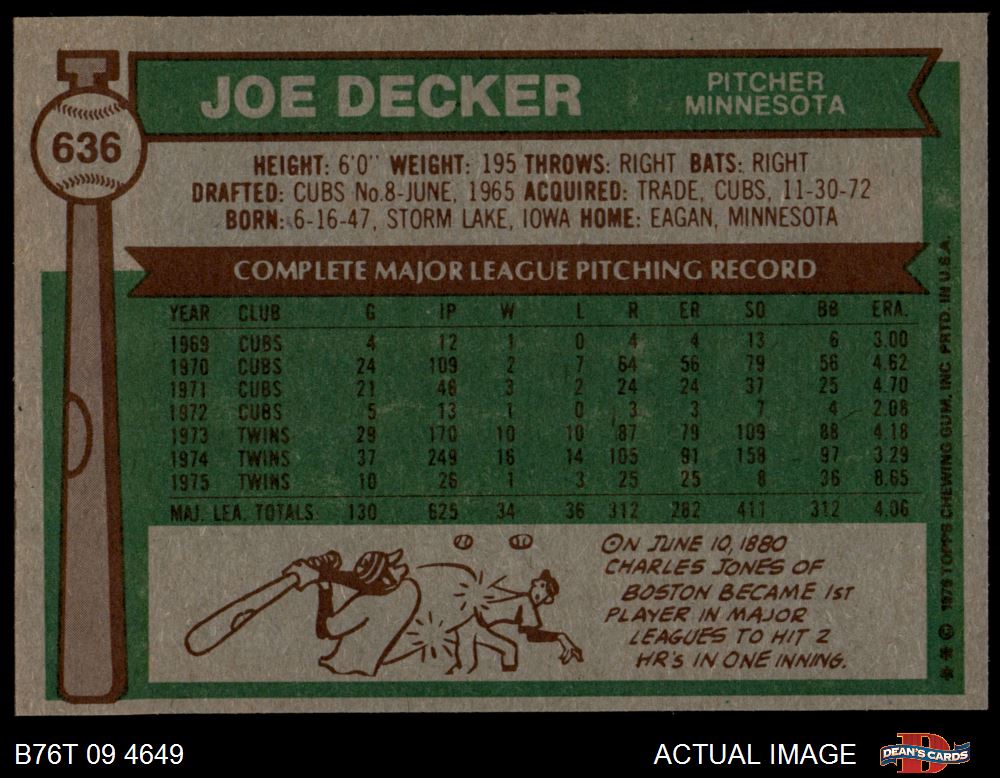 636
JOE DECKER
PITCHER
MINNESOTA
HEIGHT: 6'0" WEIGHT: 195 THROWS: RIGHT BATS: RIGHT
DRAFTED: CUBS No.8-JUNE, 1965 ACQUIRED: TRADE, CUBS, 11-30-72
BORN: 6-16-47, STORM LAKE, IOWA HOME: EAGAN, MINNESOTA
COMPLETE MAJOR LEAGUE PITCHING RECORD
YEAR CLUB G IP W L R ER SO BB ERA.
1969 CUBS 4 12 1 0 4 4 13 6 3.00
1970 CUBS 24 109 2 7 64 56 79 56 4.62
1971 CUBS 21 46 3 2 24 24 37 25 4.70
1972 CUBS 5 13 1 0 3 3 7 4 2.08
1973 TWINS 29 170 10 10 87 79 109 88 4.18
1974 TWINS 37 249 16 14 105 91 158 97 3.29
1975 TWINS 10 26 1 3 25 25 8 36 8.65
MAJ. LEA. TOTALS 130 625 34 36 312 282 411 312 4.06
ON JUNE 10, 1880
CHARLES JONES OF
BOSTON BECAME 1ST
PLAYER IN MAJOR
LEAGUES TO HIT 2
HR'S IN ONE INNING.
* * © 1976 TOPPS CHEWING GUM, INC. PRTD. IN U.S.A.
B76T 09 4649
ACTUAL IMAGE
D
DEAN'S CARDS